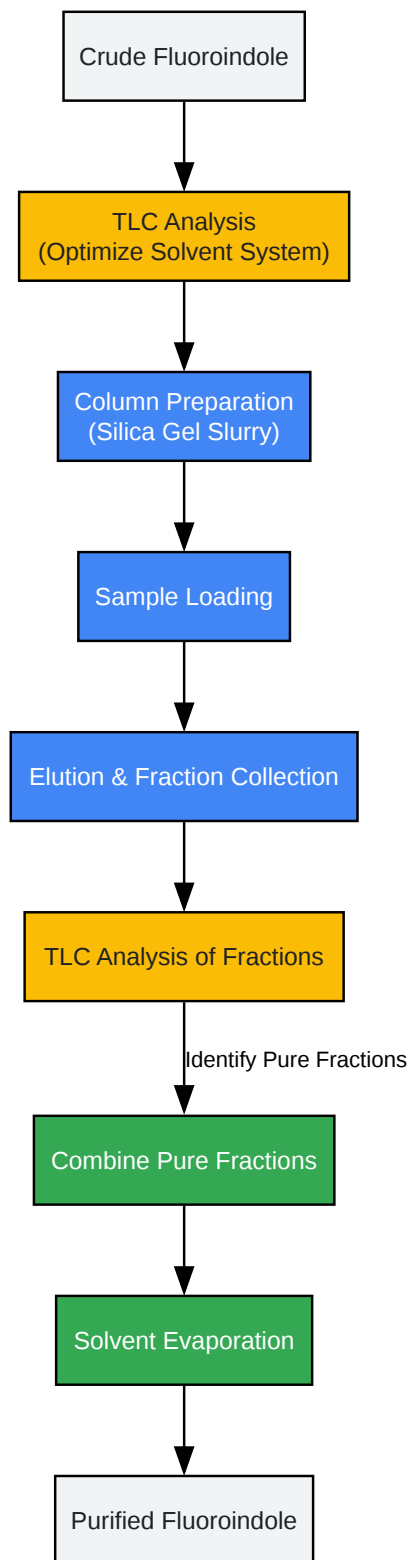 Crude Fluoroindole
TLC Analysis
(Optimize Solvent System)
Column Preparation
(Silica Gel Slurry)
Sample Loading
Elution & Fraction Collection
TLC Analysis of Fractions
Identify Pure Fractions
Combine Pure Fractions
Solvent Evaporation
Purified Fluoroindole